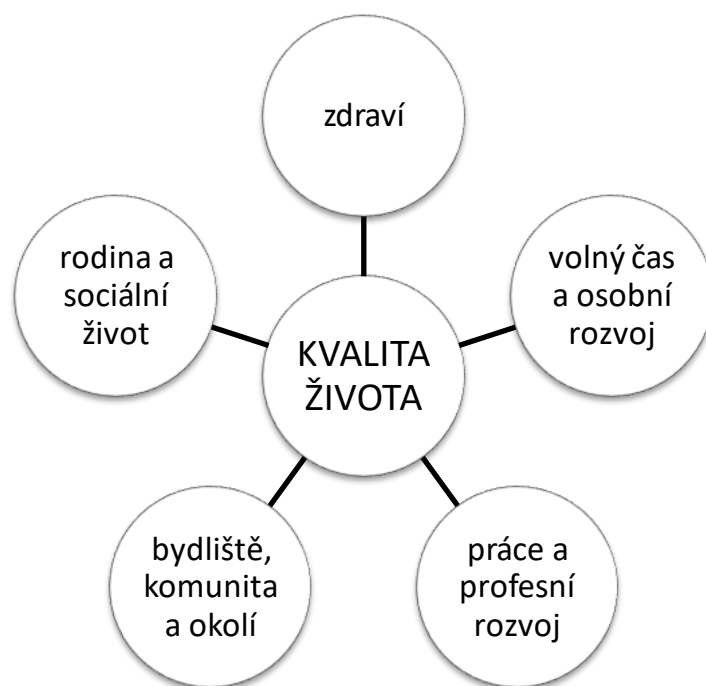 zdraví
rodina a
sociální
život
volný čas
a osobní
rozvoj
KVALITA
ŽIVOTA
bydliště,
komunita
a okolí
práce a
profesní
rozvoj